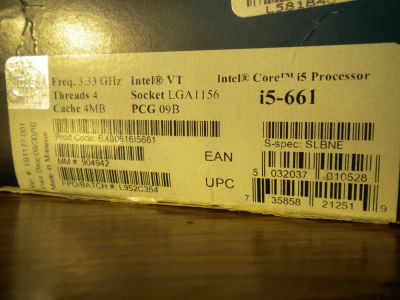 L581840
Freq. 3.33 GHz Intel® VT Intel® Core™ i5 Processor
Threads 4 Socket LGA1156 i5-661
Cache 4MB PCG 09B
Prod Code: BX80616I5661
S-spec: SLBNE
MM #: 904942
EAN
5 032037 010528
FPO/BATCH #: L952C354
UPC
7 35858 21251 9
Made in Malaysia